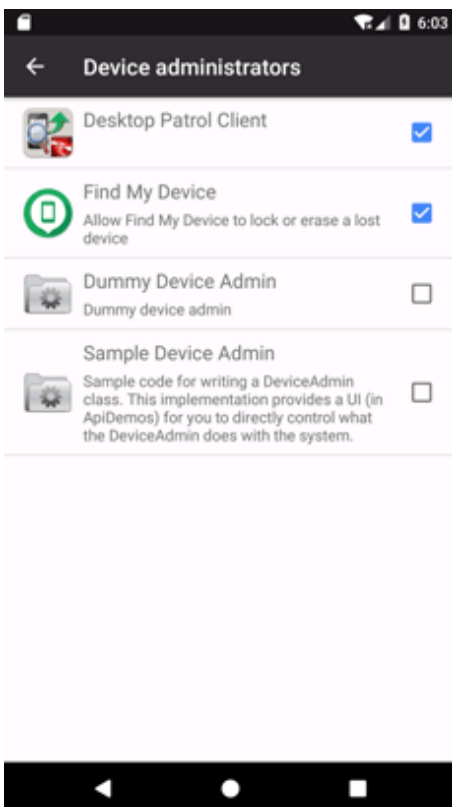 6:03
Device administrators
Desktop Patrol Client
Find My Device
Allow Find My Device to lock or erase a lost
device
Dummy Device Admin
Dummy device admin
Sample Device Admin
Sample code for writing a DeviceAdmin
class. This implementation provides a UI (in
ApiDemos) for you to directly control what
the DeviceAdmin does with the system.